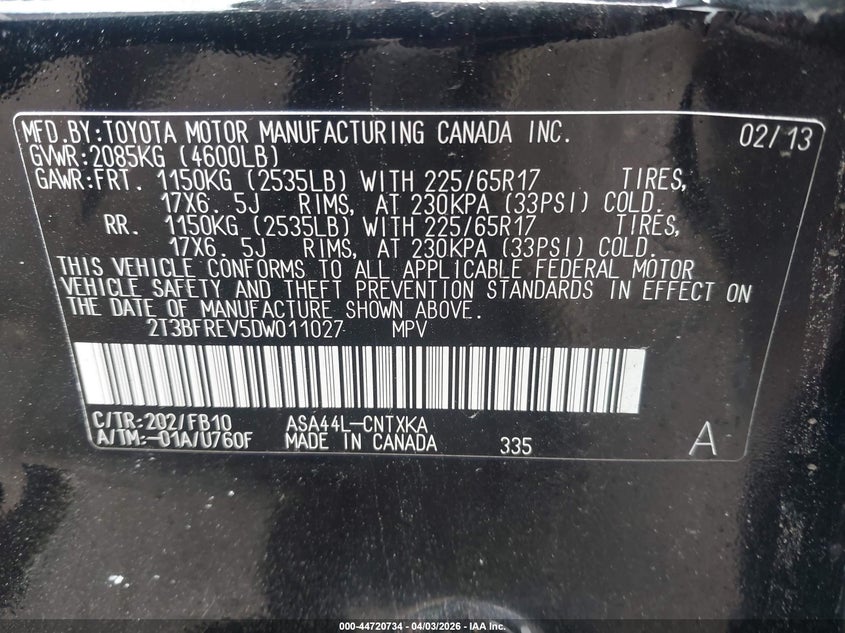 MFD.BY:TOYOTA MOTOR MANUFACTURING CANADA INC. 02/13
GVWR:2085KG (4600LB)
GAWR:FRT. 1150KG (2535LB) WITH 225/65R17 TIRES,
17X6. 5J RIMS, AT 230KPA (33PSI) COLD.
RR. 1150KG (2535LB) WITH 225/65R17 TIRES,
17X6. 5J RIMS, AT 230KPA (33PSI) COLD.
THIS VEHICLE CONFORMS TO ALL APPLICABLE FEDERAL MOTOR
VEHICLE SAFETY AND THEFT PREVENTION STANDARDS IN EFFECT ON
THE DATE OF MANUFACTURE SHOWN ABOVE.
2T3BFREV5DW011027 MPV
C/TR:202/FB10 ASA44L-CNTXKA
A/TM:-01A/U760F MADE IN CANADA 335 A
000-44720734 - 04/03/2026 - IAA Inc.